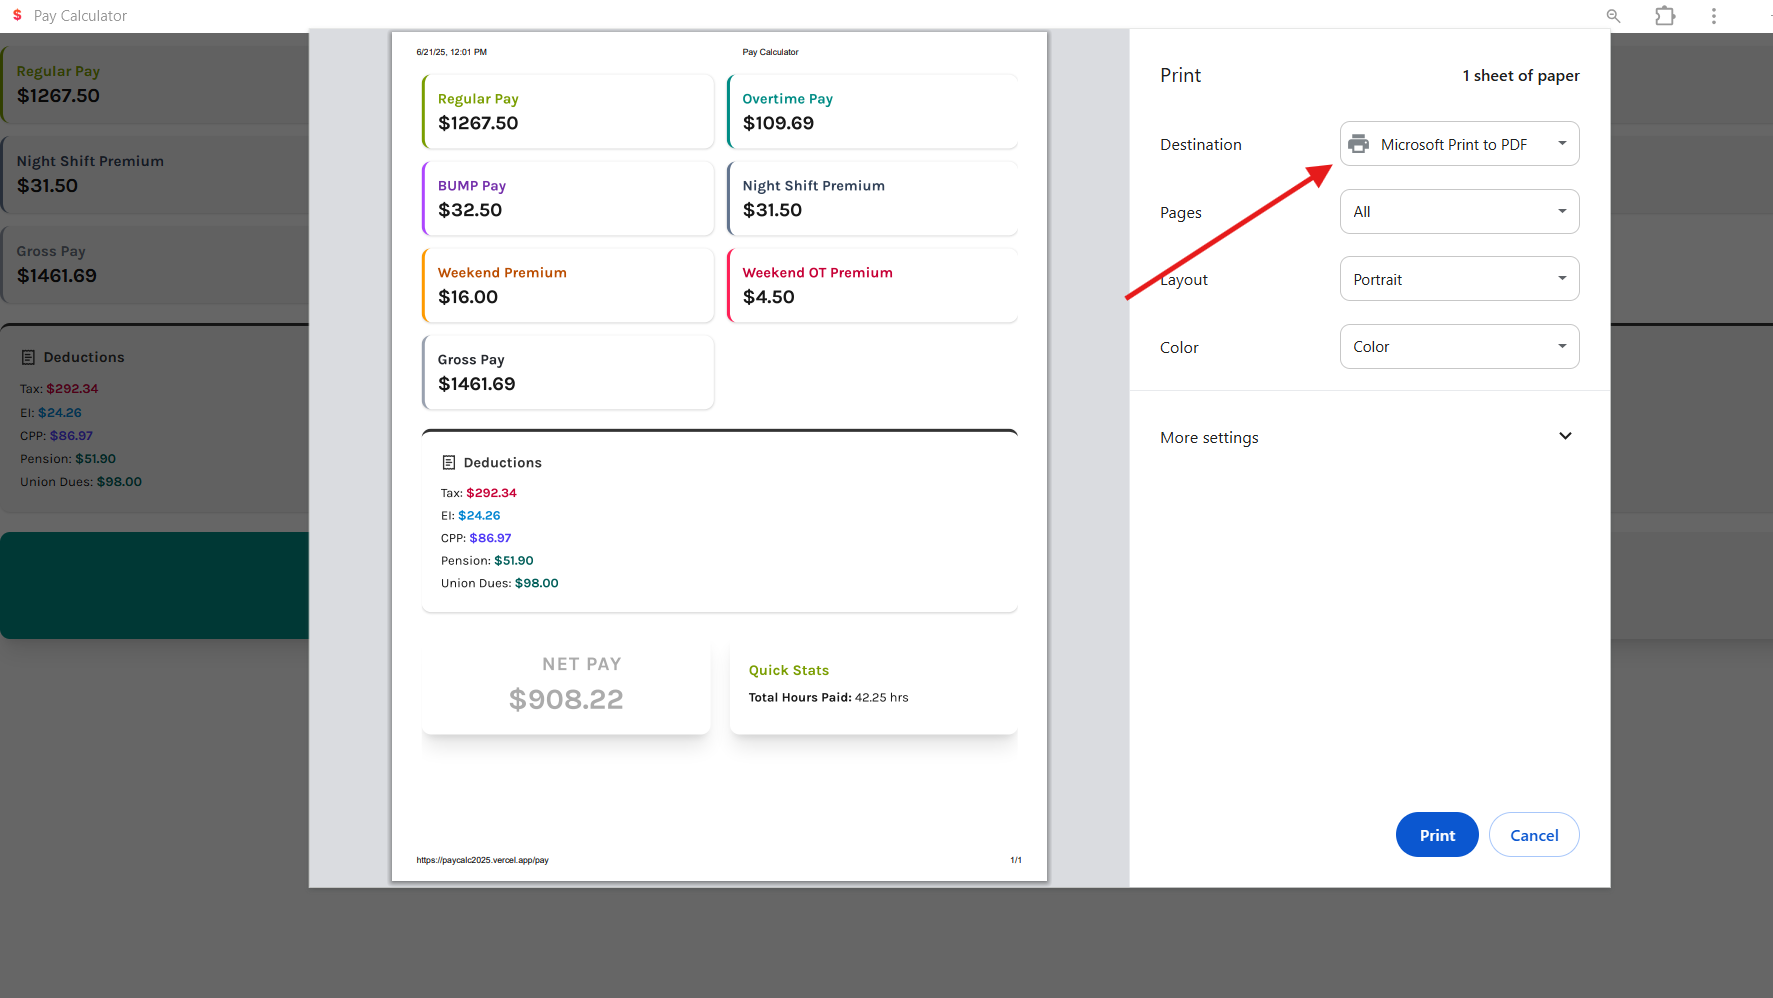 $ Pay Calculator
Regular Pay
$1267.50
Night Shift Premium
$31.50
Gross Pay
$1461.69
Deductions
Tax: $292.34
EI: $24.26
CPP: $86.97
Pension: $51.90
Union Dues: $98.00
6/21/25, 12:01 PM
Pay Calculator
Regular Pay
$1267.50
Overtime Pay
$109.69
BUMP Pay
$32.50
Night Shift Premium
$31.50
Weekend Premium
$16.00
Weekend OT Premium
$4.50
Gross Pay
$1461.69
Deductions
Tax: $292.34
EI: $24.26
CPP: $86.97
Pension: $51.90
Union Dues: $98.00
NET PAY
$908.22
Quick Stats
Total Hours Paid: 42.25 hrs
https://paycalc2025.vercel.app/pay
1/1
Print
1 sheet of paper
Destination
Microsoft Print to PDF
Pages
All
Layout
Portrait
Color
Color
More settings
Print
Cancel